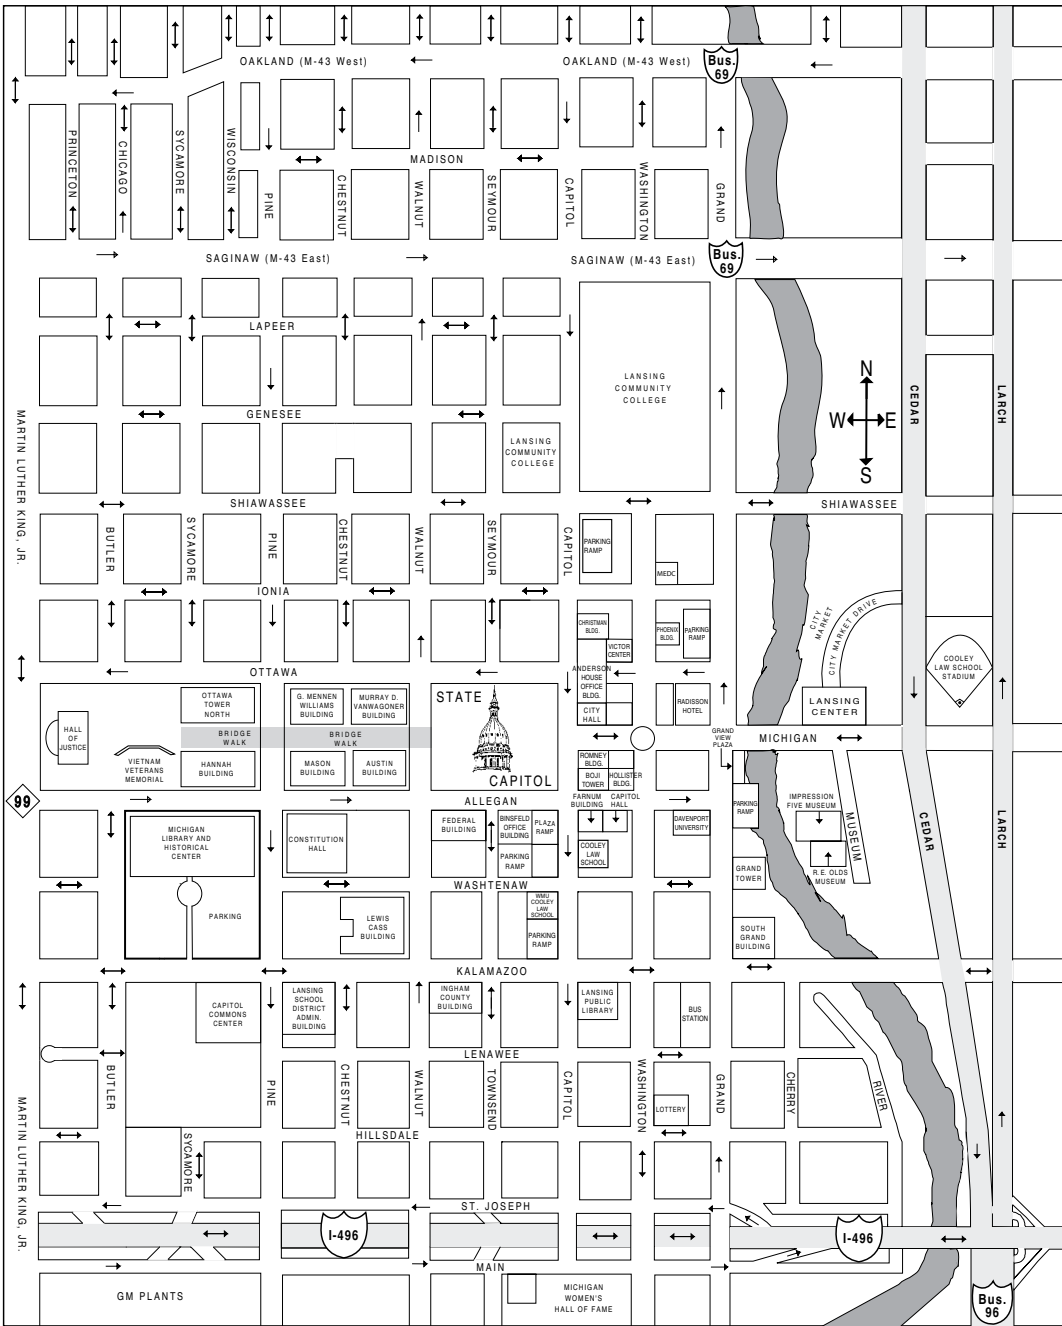 OAKLAND (M-43 West)
OAKLAND (M-43 West)
Bus.
69
PRINCETON
CHICAGO
SYCAMORE
WISCONSIN
PINE
CHESTNUT
MADISON
WALNUT
SEYMOUR
CAPITOL
WASHINGTON
GRAND
SAGINAW (M-43 East)
SAGINAW (M-43 East)
Bus.
69
LAPEER
LANSING
COMMUNITY
COLLEGE
N
W
E
S
CEDAR
LARCH
GENESEE
MARTIN LUTHER KING, JR.
LANSING
COMMUNITY
COLLEGE
SHIAWASSEE
SHIAWASSEE
BUTLER
SYCAMORE
PINE
CHESTNUT
WALNUT
SEYMOUR
CAPITOL
PARKING
RAMP
MEDC
IONIA
CITY
MARKET
CITY MARKET DRIVE
CHRISTMAN
BLDG.
VICTOR
CENTER
PHOENIX
BLDG.
PARKING
RAMP
COOLEY
LAW SCHOOL
STADIUM
OTTAWA
ANDERSON
HOUSE
OFFICE
BLDG.
CITY
HALL
RADISSON
HOTEL
LANSING
CENTER
OTTAWA
TOWER
NORTH
G. MENNEN
WILLIAMS
BUILDING
MURRAY D.
VANWAGONER
BUILDING
STATE
CAPITOL
HALL
OF
JUSTICE
BRIDGE
WALK
BRIDGE
WALK
GRAND
VIEW
PLAZA
MICHIGAN
VIETNAM
VETERANS
MEMORIAL
HANNAH
BUILDING
MASON
BUILDING
AUSTIN
BUILDING
ROMNEY
BLDG.
BOJI
TOWER
HOLLISTER
BLDG.
99
ALLEGAN
FARNUM
BUILDING
CAPITOL
HALL
PARKING
RAMP
IMPRESSION
FIVE MUSEUM
MUSEUM
CEDAR
LARCH
MICHIGAN
LIBRARY AND
HISTORICAL
CENTER
CONSTITUTION
HALL
FEDERAL
BUILDING
BINSFELD
OFFICE
BUILDING
PLAZA
RAMP
PARKING
RAMP
COOLEY
LAW
SCHOOL
DAVENPORT
UNIVERSITY
R.E. OLDS
MUSEUM
GRAND
TOWER
WASHTENAW
PARKING
LEWIS
CASS
BUILDING
WMU
COOLEY
LAW
SCHOOL
PARKING
RAMP
SOUTH
GRAND
BUILDING
KALAMAZOO
CAPITOL
COMMONS
CENTER
LANSING
SCHOOL
DISTRICT
ADMIN.
BUILDING
INGHAM
COUNTY
BUILDING
LANSING
PUBLIC
LIBRARY
BUS
STATION
LENAWEE
BUTLER
PINE
CHESTNUT
WALNUT
TOWNSEND
CAPITOL
WASHINGTON
GRAND
CHERRY
RIVER
LOTTERY
MARTIN LUTHER KING, JR.
HILLSDALE
SYCAMORE
ST. JOSEPH
I-496
I-496
MAIN
GM PLANTS
MICHIGAN
WOMEN'S
HALL OF FAME
Bus.
96